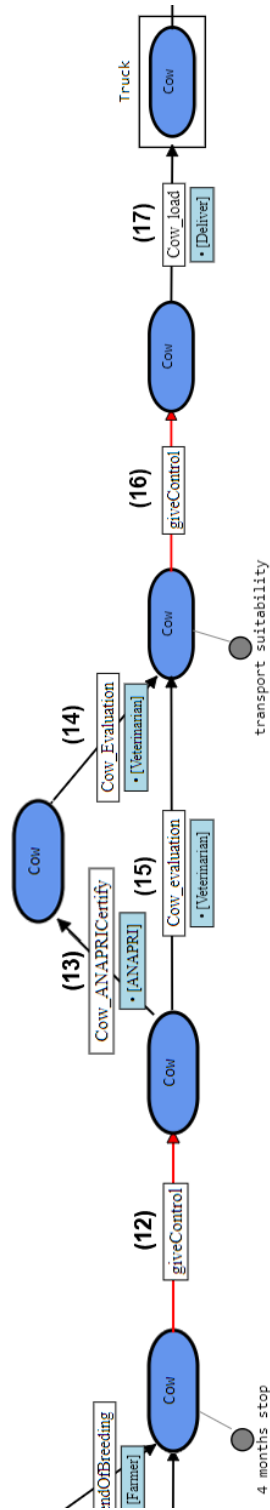 Truck
Cow
(17)
Cow_load
• [Deliver]
Cow
(16)
giveControl
Cow
transport suitability
(14)
Cow_Evaluation
• [Veterinarian]
Cow
(13)
Cow_ANAPRICertify
• [ANAPRI]
(15)
Cow_evaluation
• [Veterinarian]
Cow
(12)
giveControl
Cow
4 months stop
ndOfBreeding
[Farmer]